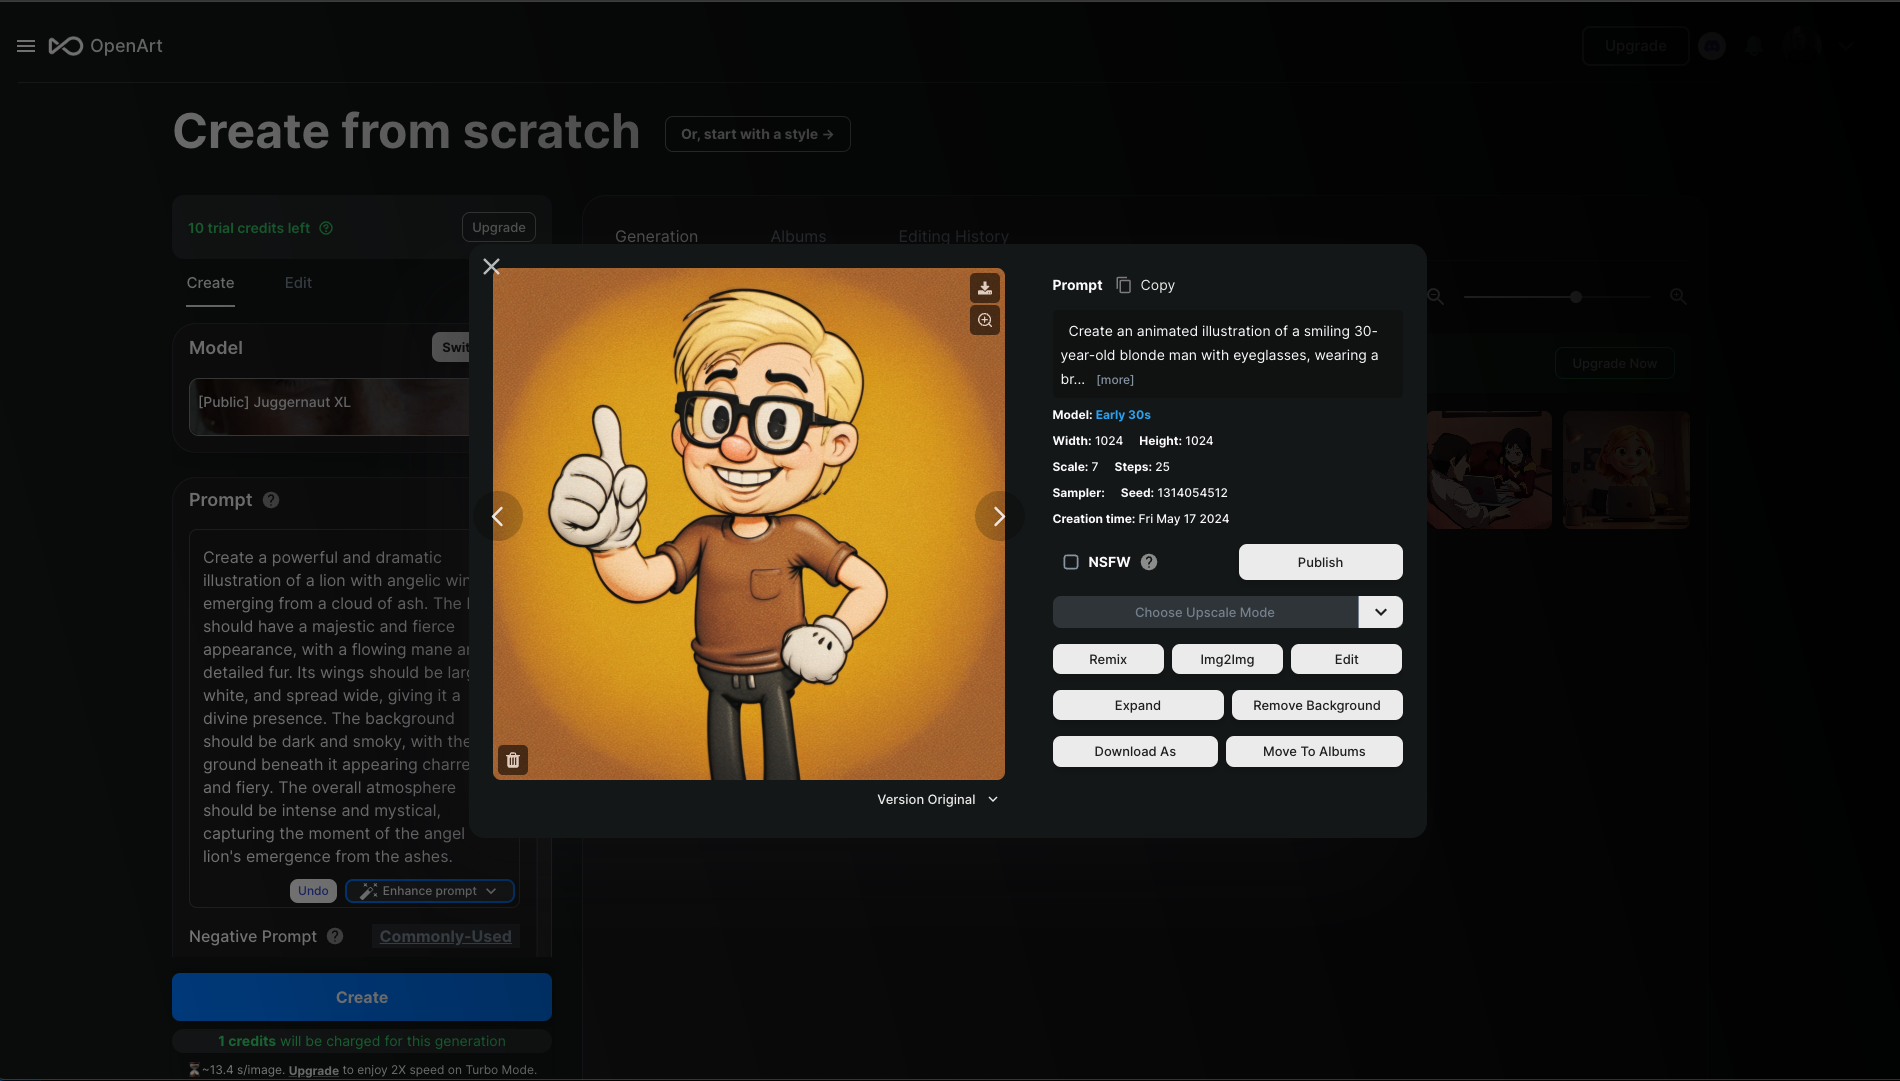 OpenArt
Upgrade
Create from scratch
Or, start with a style →
10 trial credits left
Upgrade
Create
Edit
Model
[Public] Juggernaut XL
Prompt
Create a powerful and dramatic
illustration of a lion with angelic
emerging from a cloud of ash. The
should have a majestic and fierce
appearance, with a flowing mane
detailed fur. Its wings should be
white, and spread wide, giving it a
divine presence. The background
should be dark and smoky, with the
ground beneath it appearing
and fiery. The overall atmosphere
should be intense and mystical,
capturing the moment of the angel
lion's emergence from the ashes.
Undo
Enhance prompt
Negative Prompt
Commonly-Used
Create
1 credits will be charged for this generation
~13.4 s/image. Upgrade to enjoy 2X speed on Turbo Mode.
Generation
Albums
Editing History
Upgrade Now
Prompt
Copy
Create an animated illustration of a smiling 30-
year-old blonde man with eyeglasses, wearing a
br... [more]
Model: Early 30s
Width: 1024 Height: 1024
Scale: 7 Steps: 25
Sampler: Seed: 1314054512
Creation time: Fri May 17 2024
NSFW
Publish
Choose Upscale Mode
Remix
Img2Img
Edit
Expand
Remove Background
Download As
Move To Albums
Version Original